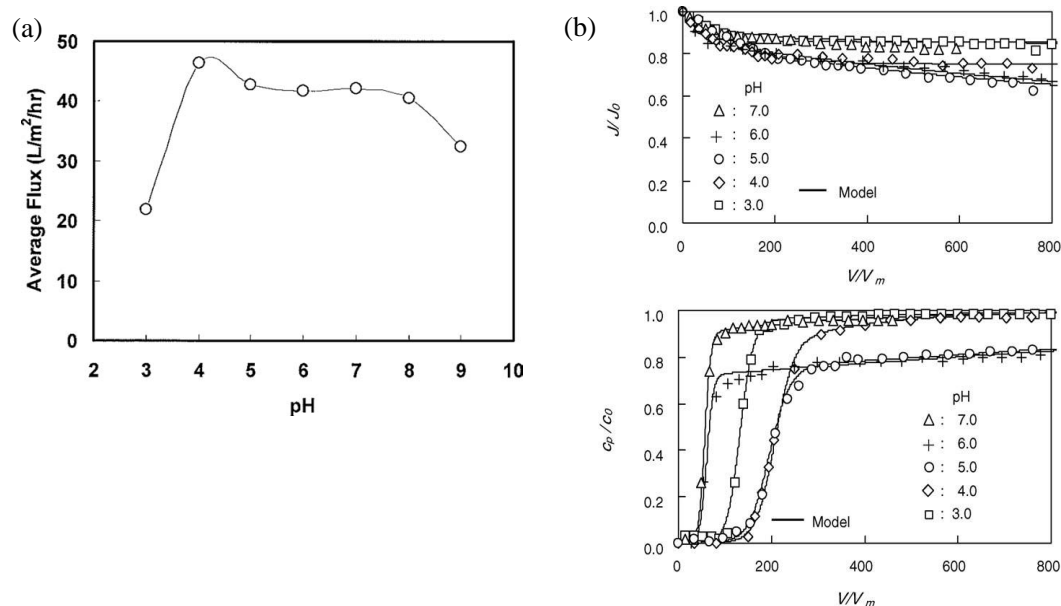 (a)
50
40
30
20
10
0
2 3 4 5 6 7 8 9 10
Average Flux (L/m²/hr)
pH
(b)
1.0
0.8
0.6
0.4
0.2
0.0
0 200 400 600 800
J/J0
V/Vm
pH
△ : 7.0
+ : 6.0
○ : 5.0
◇ : 4.0
□ : 3.0
Model
1.0
0.8
0.6
0.4
0.2
0.0
0 200 400 600 800
cp/c0
V/Vm
pH
△ : 7.0
+ : 6.0
○ : 5.0
◇ : 4.0
□ : 3.0
Model